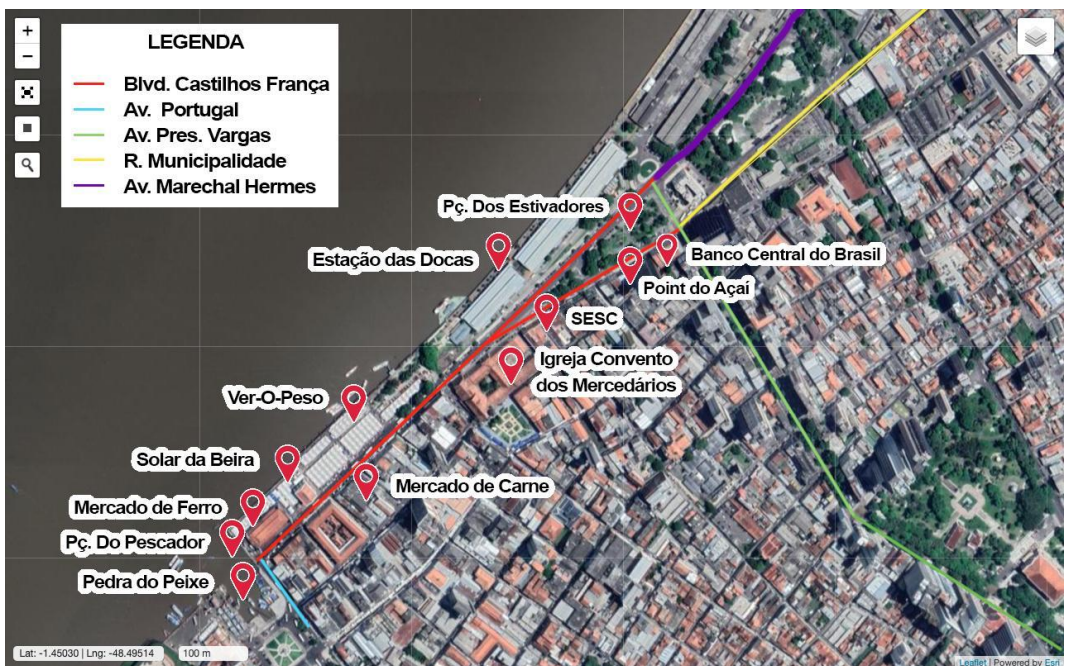 +
−
LEGENDA
Blvd. Castilhos França
Av. Portugal
Av. Pres. Vargas
R. Municipalidade
Av. Marechal Hermes
Pç. Dos Estivadores
Estação das Docas
Banco Central do Brasil
Point do Açaí
SESC
Igreja Convento
dos Mercedários
Ver-O-Peso
Solar da Beira
Mercado de Carne
Mercado de Ferro
Pç. Do Pescador
Pedra do Peixe
Lat: -1.45030 | Lng: -48.49514
100 m
Leaflet | Powered by Esri